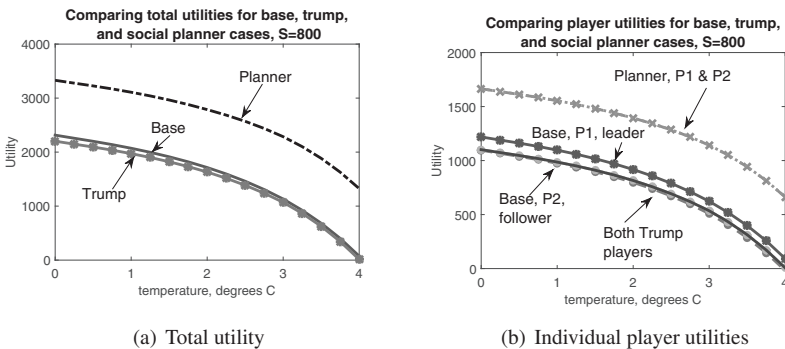 Comparing total utilities for base, trump,
and social planner cases, S=800
4000
3000
2000
1000
0
Utility
Planner
Base
Trump
0
1
2
3
4
temperature, degrees C
(a) Total utility
Comparing player utilities for base, trump,
and social planner cases, S=800
2000
1500
1000
500
0
Utility
Planner, P1 & P2
Base, P1, leader
Base, P2,
follower
Both Trump
players
0
1
2
3
4
temperature, degrees C
(b) Individual player utilities